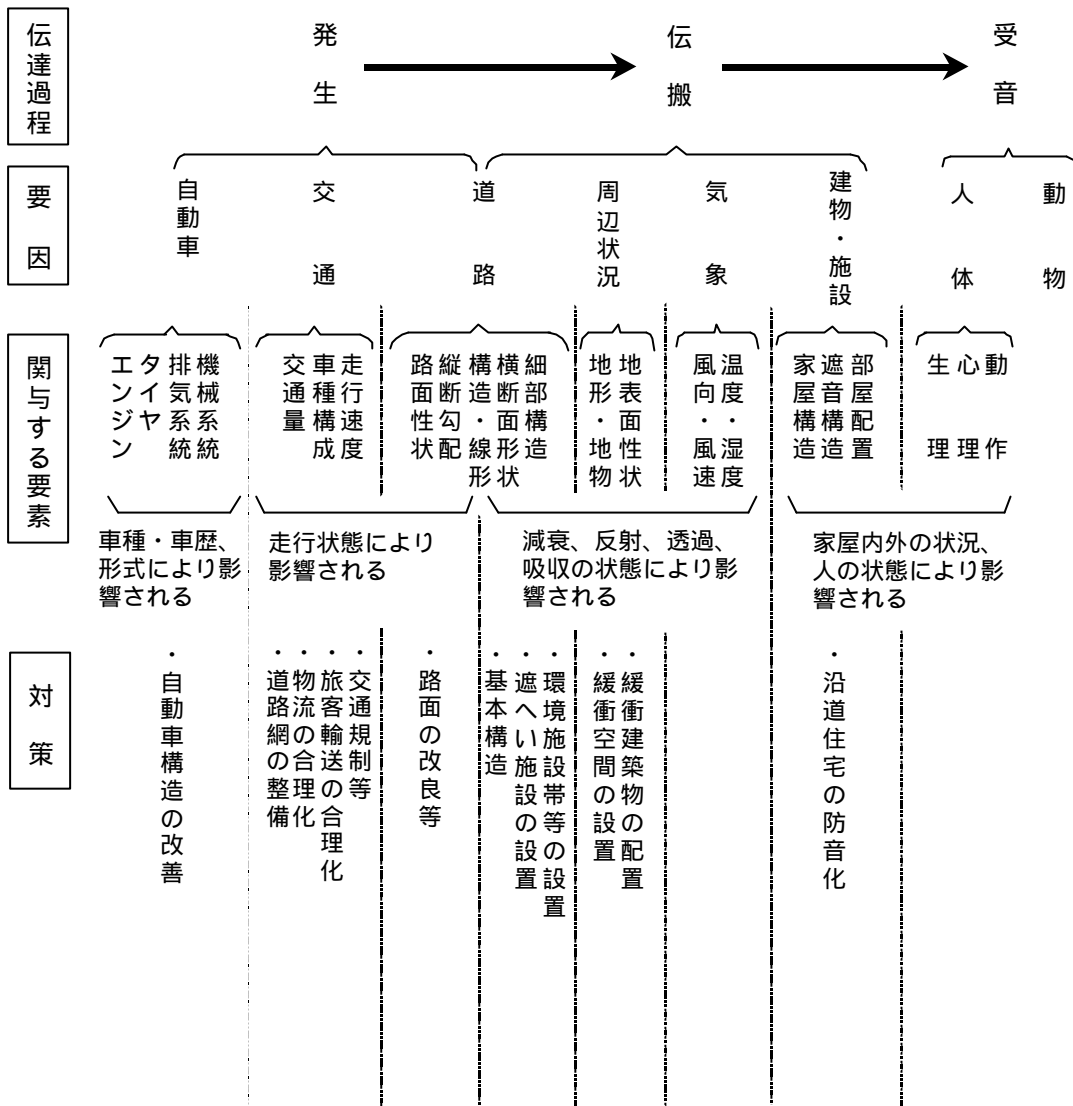 伝達過程
発生
伝搬
受音
要因
自動車
交通
道路
周辺状況
気象
建物・施設
人体
動物
関与する要素
エンジン
タイヤ
排気系統
機械系統
交通量
車種構成
走行速度
路面性状
縦断勾配
構造・線形
横断面形状
細部構造
地形・地物
地表面性状
風向・風速
温度・湿度
家屋構造
遮音構造
部屋配置
生理
心理
動作
車種・車歴、
形式により影
響される
走行状態により
影響される
減衰、反射、透過、
吸収の状態により影
響される
家屋内外の状況、
人の状態により影
響される
対策
・自動車構造の改善
・交通規制等
・旅客輸送の合理化
・物流の合理化
・道路網の整備
・路面の改良等
・環境施設帯等の設置
・遮へい施設の設置
・基本構造
・緩衝建築物の配置
・緩衝空間の設置
・沿道住宅の防音化